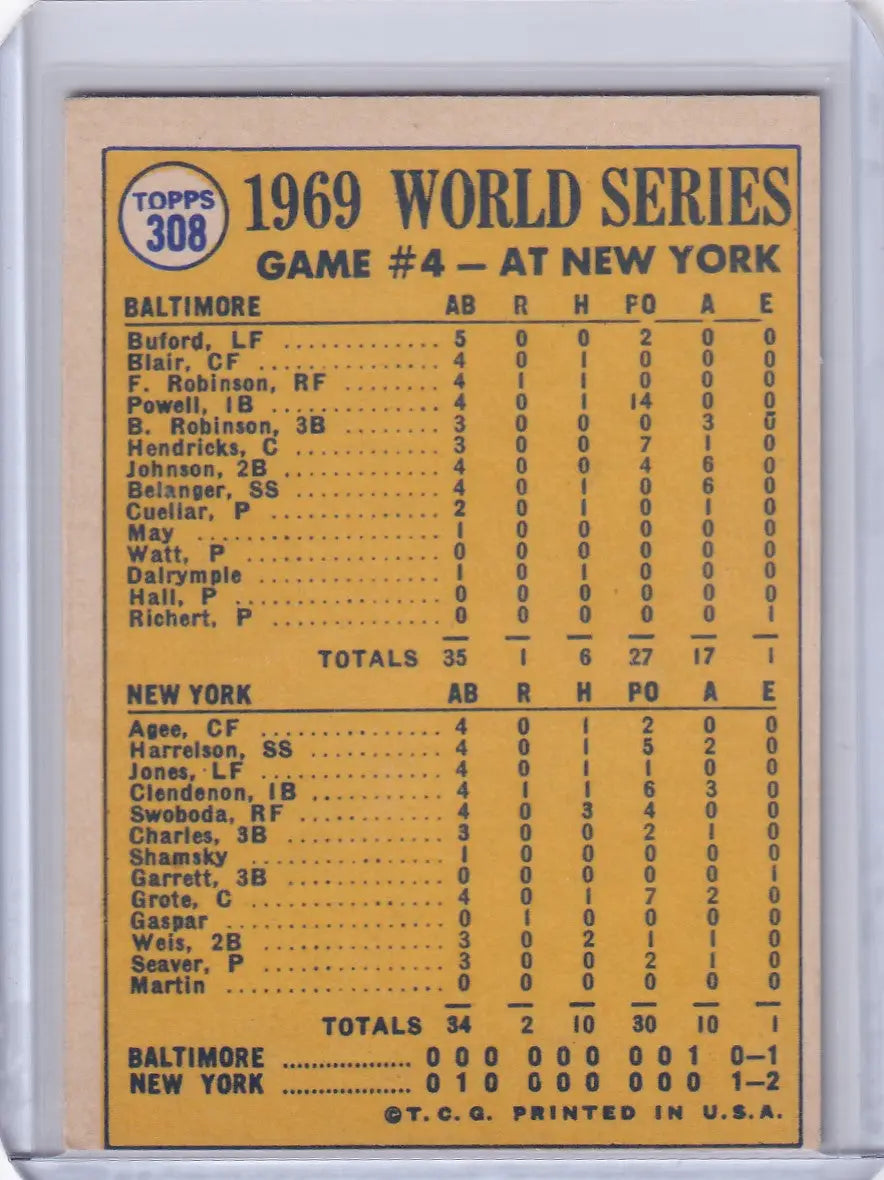 TOPPS
308
1969 WORLD SERIES
GAME #4 — AT NEW YORK
BALTIMORE AB R H PO A E
Buford, LF ................ 5 0 0 2 0 0
Blair, CF ................ 4 0 1 0 0 0
F. Robinson, RF ........ 4 1 1 0 0 0
Powell, 1B ................ 4 0 1 14 0 0
B. Robinson, 3B ........ 3 0 0 0 3 0
Hendricks, C ............ 3 0 0 7 1 0
Johnson, 2B ............. 4 0 0 4 6 0
Belanger, SS ............ 4 0 1 0 6 0
Cuellar, P ............... 2 0 1 0 1 0
May ....................... 1 0 0 0 0 0
Watt, P ................... 0 0 0 0 0 0
Dalrymple ................ 1 0 1 0 0 0
Hall, P ................... 0 0 0 0 0 0
Richert, P ............... 0 0 0 0 0 1
TOTALS 35 1 6 27 17 1
NEW YORK AB R H PO A E
Agee, CF ................. 4 0 1 2 0 0
Harrelson, SS ............ 4 0 1 5 2 0
Jones, LF ................. 4 0 1 1 0 0
Clendenon, 1B ........... 4 1 1 6 3 0
Swoboda, RF ............ 4 0 3 4 0 0
Charles, 3B .............. 3 0 0 2 1 0
Shamsky ................. 1 0 0 0 0 0
Garrett, 3B .............. 0 0 0 0 0 1
Grote, C ................. 4 0 1 7 2 0
Gaspar ................... 0 1 0 0 0 0
Weis, 2B ................. 3 0 2 1 1 0
Seaver, P ................ 3 0 0 2 1 0
Martin ................... 0 0 0 0 0 0
TOTALS 34 2 10 30 10 1
BALTIMORE .................. 0 0 0 0 0 0 0 0 1 0—1
NEW YORK .................. 0 1 0 0 0 0 0 0 0 1—2
©T.C.G. PRINTED IN U.S.A.